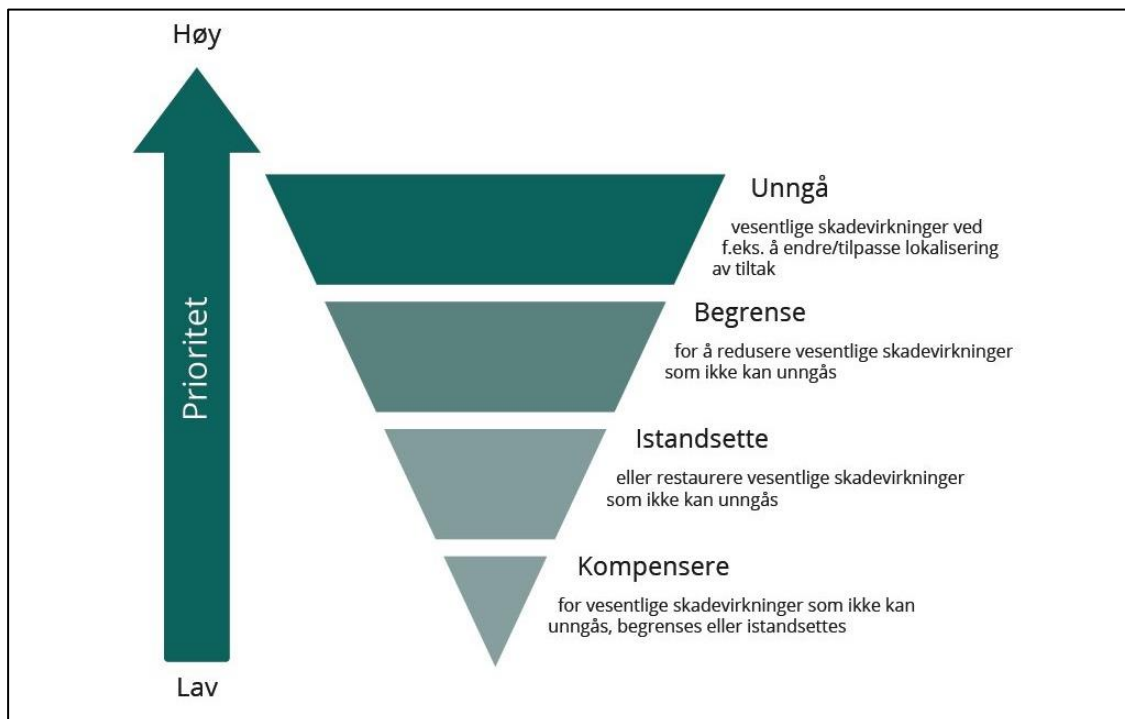 Høy
Prioritet
Lav
Unngå
vesentlige skadevirkninger ved
f.eks. å endre/tilpasse lokalisering
av tiltak
Begrense
for å redusere vesentlige skadevirkninger
som ikke kan unngås
Istandsette
eller restaurere vesentlige skadevirkninger
som ikke kan unngås
Kompensere
for vesentlige skadevirkninger som ikke kan
unngås, begrenses eller istandsettes